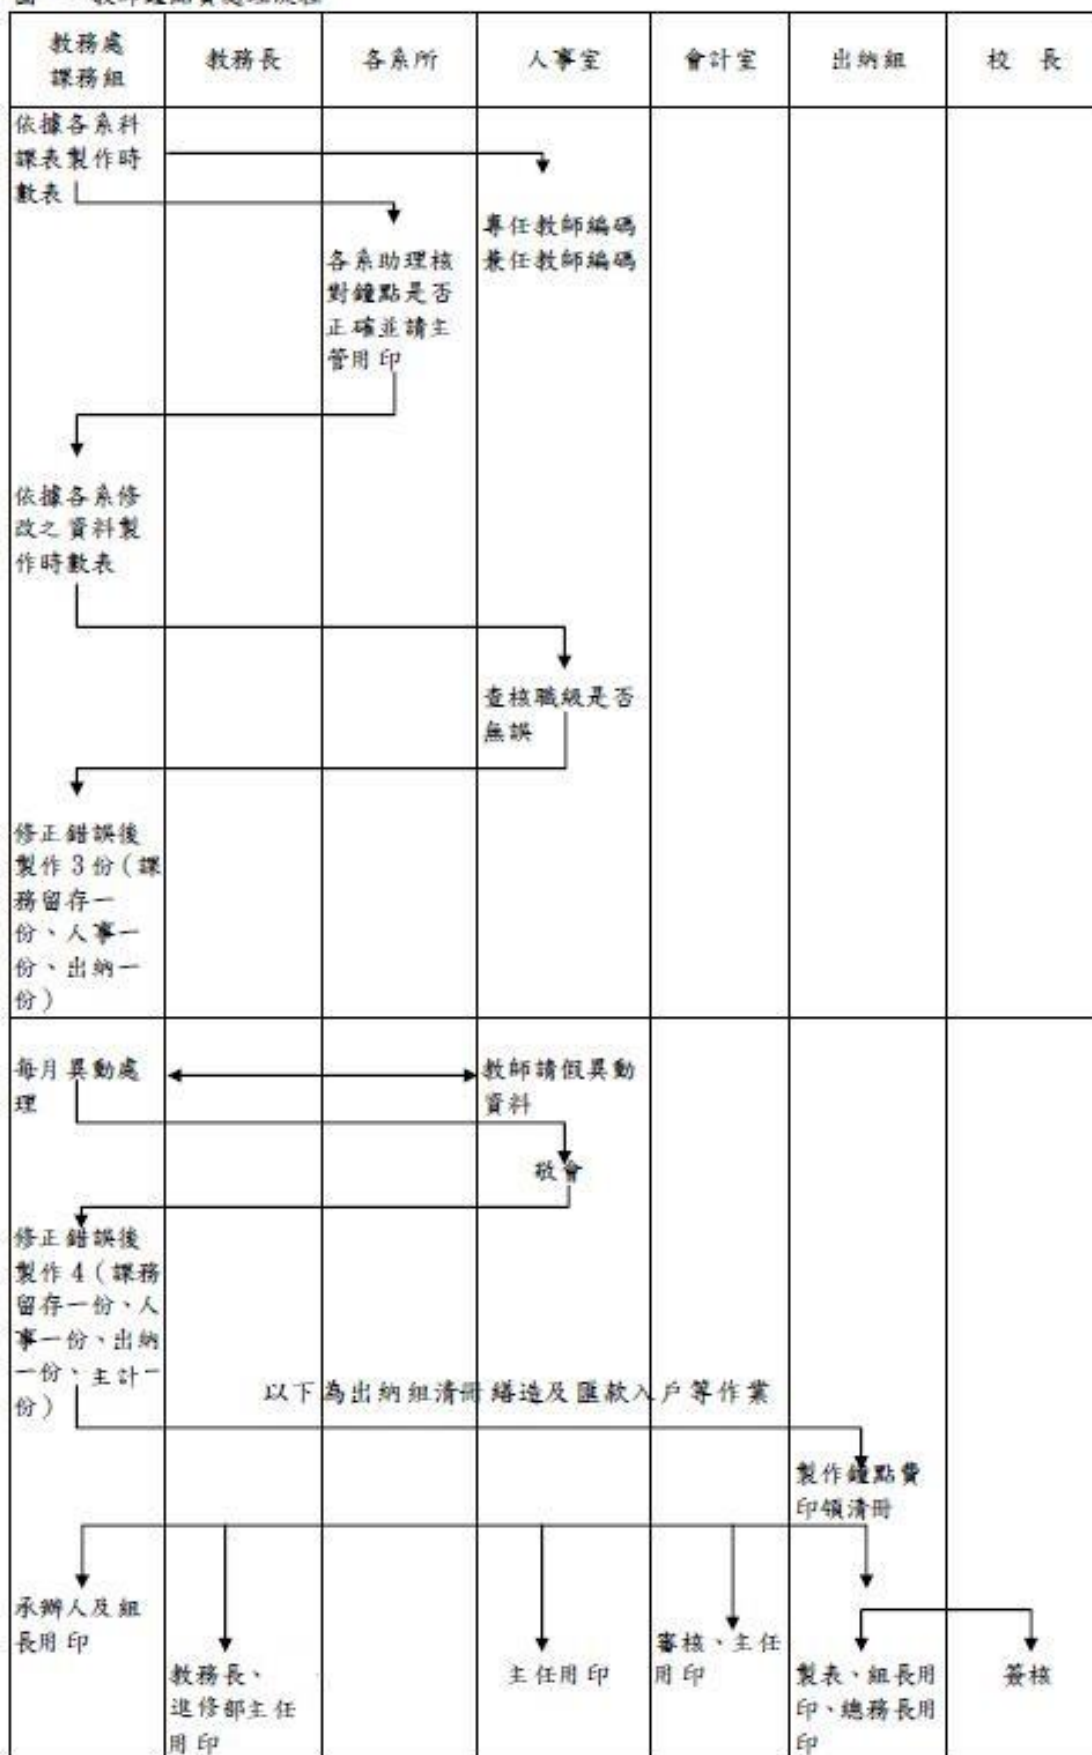 教務處
課務組
教務長
各系所
人事室
會計室
出納組
校 長
依據各系科
課表製作時
數表
專任教師編碼
兼任教師編碼
各系助理核
對鐘點是否
正確並請主
管用印
依據各系修
改之資料製
作時數表
查核職級是否
無誤
修正錯誤後
製作3份(課
務留存一
份、人事一
份、出納一
份)
每月異動處
理
教師請假異動
資料
敬會
修正錯誤後
製作4(課務
留存一份、人
事一份、出納
一份、主計一
份)
以下為出納組清冊繕造及匯款入戶等作業
製作鐘點費
印領清冊
承辦人及組
長用印
教務長、
進修部主任
用印
主任用印
審核、主任
用印
製表、組長用
印、總務長用
印
簽核